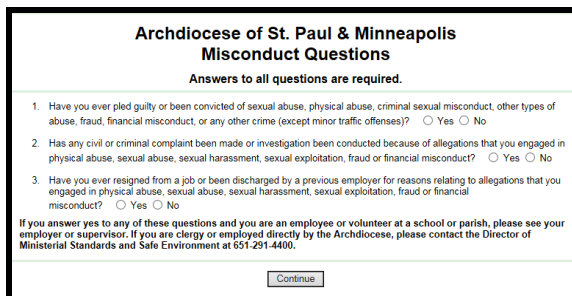 Archdiocese of St. Paul & Minneapolis
Misconduct Questions
Answers to all questions are required.
1. Have you ever pled guilty or been convicted of sexual abuse, physical abuse, criminal sexual misconduct, other types of
abuse, fraud, financial misconduct, or any other crime (except minor traffic offenses)? Yes No
2. Has any civil or criminal complaint been made or investigation been conducted because of allegations that you engaged in
physical abuse, sexual abuse, sexual harassment, sexual exploitation, fraud or financial misconduct? Yes No
3. Have you ever resigned from a job or been discharged by a previous employer for reasons relating to allegations that you
engaged in physical abuse, sexual abuse, sexual harassment, sexual exploitation, fraud or financial
misconduct? Yes No
If you answer yes to any of these questions and you are an employee or volunteer at a school or parish, please see your
employer or supervisor. If you are clergy or employed directly by the Archdiocese, please contact the Director of
Ministerial Standards and Safe Environment at 651-291-4400.
Continue